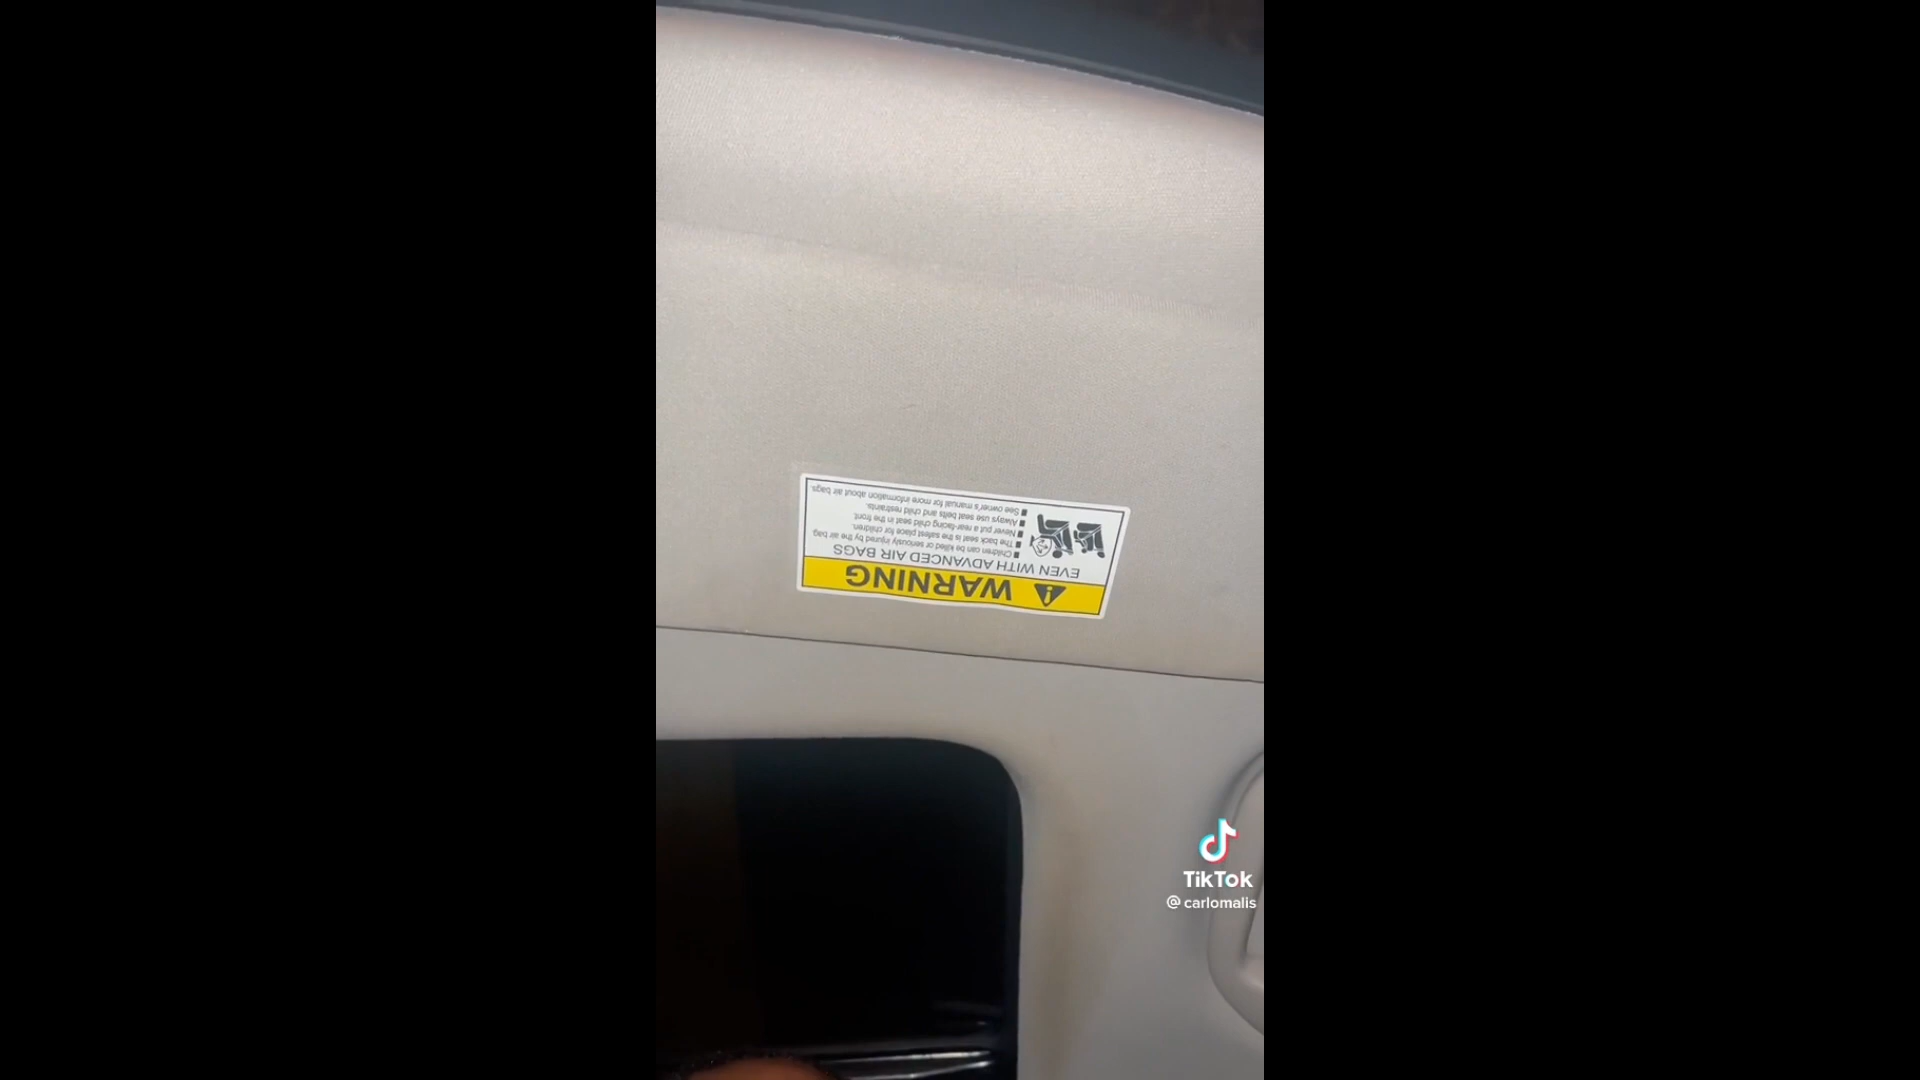 WARNING
EVEN WITH ADVANCED AIR BAGS
Children can be killed or seriously injured by the air bag
The back seat is the safest place for children.
Never put a rear-facing child seat in the front.
Always use seat belts and child restraints.
See owner's manual for more information about air bags.
TikTok
@carlomalis